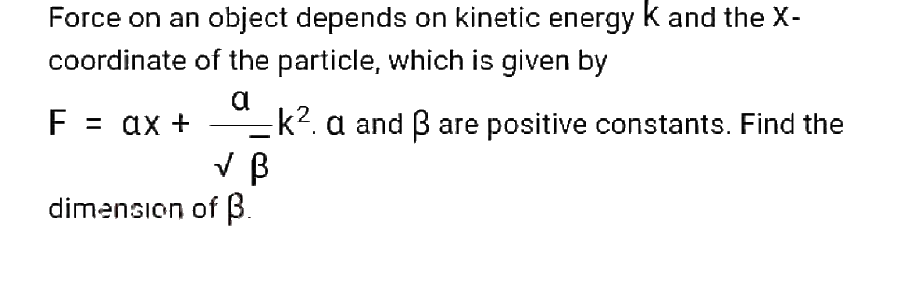 Force on an object depends on kinetic energy k and the X-
coordinate of the particle, which is given by
F = αx + α/√β k². α and β are positive constants. Find the
dimension of β.